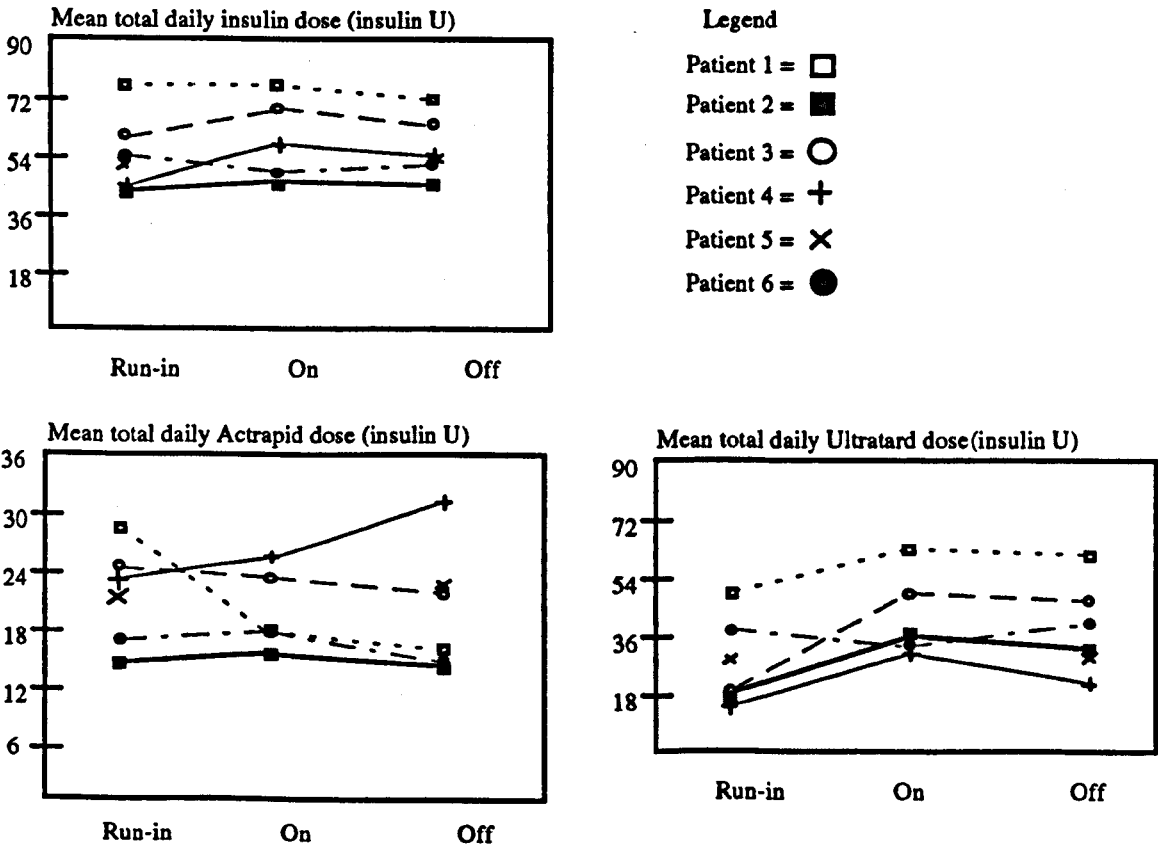 Mean total daily insulin dose (insulin U)
90
72
54
36
18
Run-in On Off
Legend
Patient 1 =
Patient 2 =
Patient 3 =
Patient 4 =
Patient 5 =
Patient 6 =
Mean total daily Actrapid dose (insulin U)
36
30
24
18
12
6
Run-in On Off
Mean total daily Ultratard dose (insulin U)
90
72
54
36
18
Run-in On Off